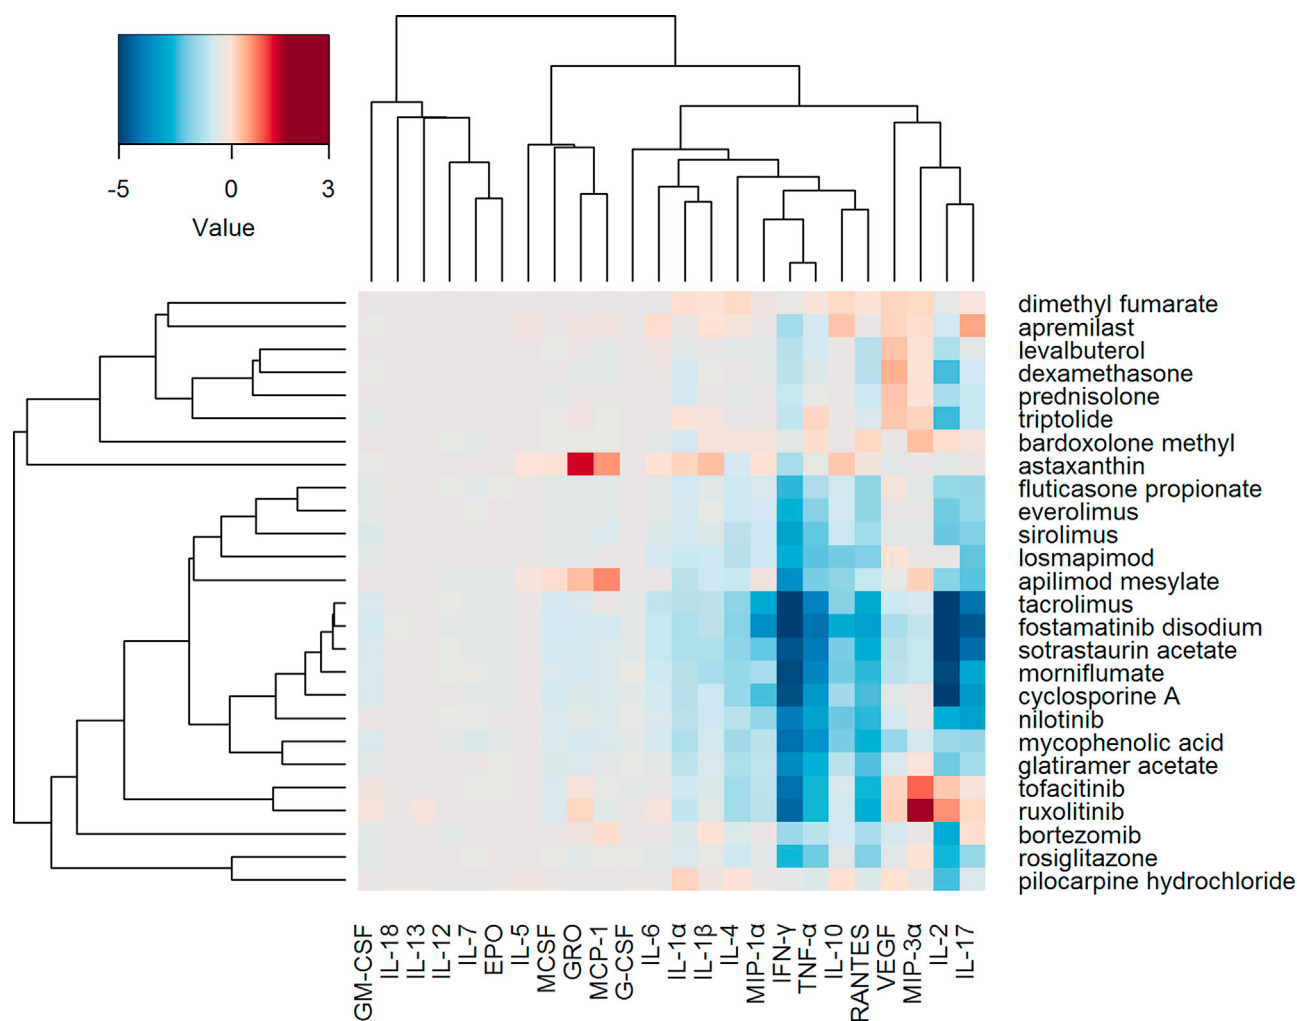 -5 0 3
Value
dimethyl fumarate
apremilast
levalbuterol
dexamethasone
prednisolone
triptolide
bardoxolone methyl
astaxanthin
fluticasone propionate
everolimus
sirolimus
losmapimod
apilimod mesylate
tacrolimus
fostamatinib disodium
sotrastaurin acetate
morniflumate
cyclosporine A
nilotinib
mycophenolic acid
glatiramer acetate
tofacitinib
ruxolitinib
bortezomib
rosiglitazone
pilocarpine hydrochloride
GM-CSF
IL-18
IL-13
IL-12
IL-7
EPO
IL-5
MCSF
GRO
MCP-1
G-CSF
IL-6
IL-1α
IL-1β
IL-4
MIP-1α
IFN-γ
TNF-α
IL-10
RANTES
VEGF
MIP-3α
IL-2
IL-17